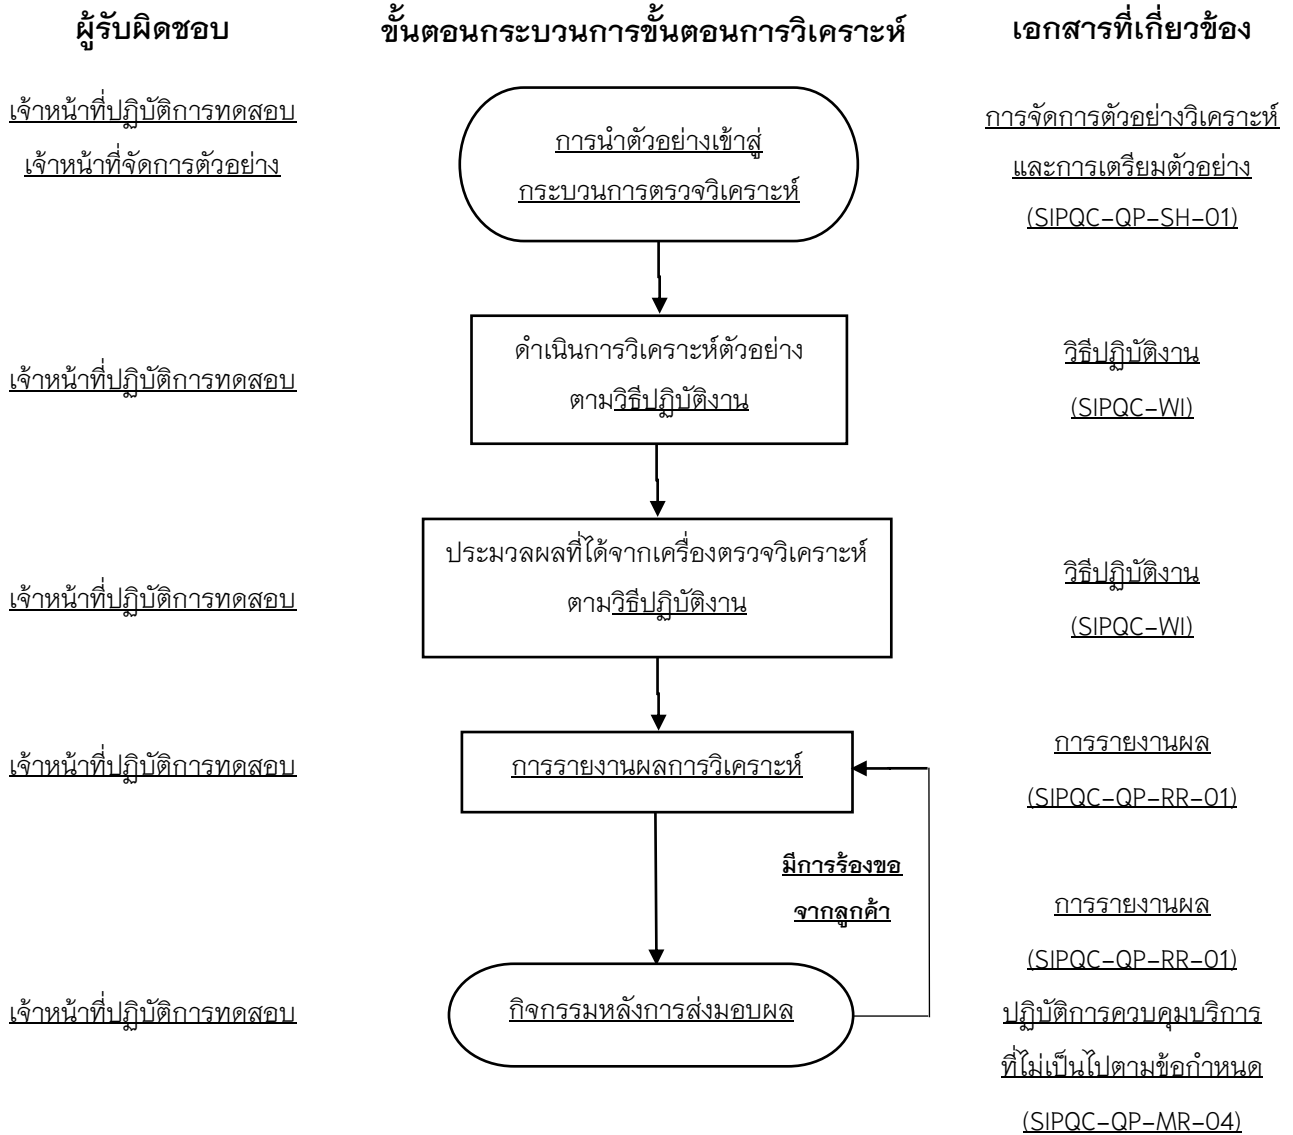 ผู้รับผิดชอบ
ขั้นตอนกระบวนการขั้นตอนการวิเคราะห์
เอกสารที่เกี่ยวข้อง
เจ้าหน้าที่ปฏิบัติการทดสอบ
เจ้าหน้าที่จัดการตัวอย่าง
การนำตัวอย่างเข้าสู่
กระบวนการตรวจวิเคราะห์
การจัดการตัวอย่างวิเคราะห์
และการเตรียมตัวอย่าง
(SIPQC-QP-SH-01)
เจ้าหน้าที่ปฏิบัติการทดสอบ
ดำเนินการวิเคราะห์ตัวอย่าง
ตามวิธีปฏิบัติงาน
วิธีปฏิบัติงาน
(SIPQC-WI)
เจ้าหน้าที่ปฏิบัติการทดสอบ
ประมวลผลที่ได้จากเครื่องตรวจวิเคราะห์
ตามวิธีปฏิบัติงาน
วิธีปฏิบัติงาน
(SIPQC-WI)
เจ้าหน้าที่ปฏิบัติการทดสอบ
การรายงานผลการวิเคราะห์
การรายงานผล
(SIPQC-QP-RR-01)
มีการร้องขอ
จากลูกค้า
เจ้าหน้าที่ปฏิบัติการทดสอบ
กิจกรรมหลังการส่งมอบผล
การรายงานผล
(SIPQC-QP-RR-01)
ปฏิบัติการควบคุมบริการ
ที่ไม่เป็นไปตามข้อกำหนด
(SIPQC-QP-MR-04)